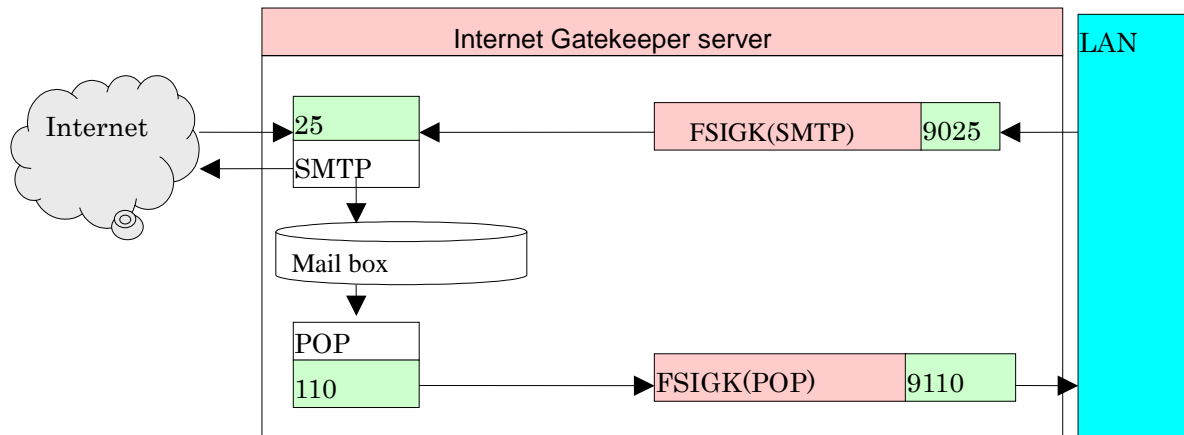 Internet Gatekeeper server
LAN
Internet
25
FSIGK(SMTP)
9025
SMTP
Mail box
POP
110
FSIGK(POP)
9110